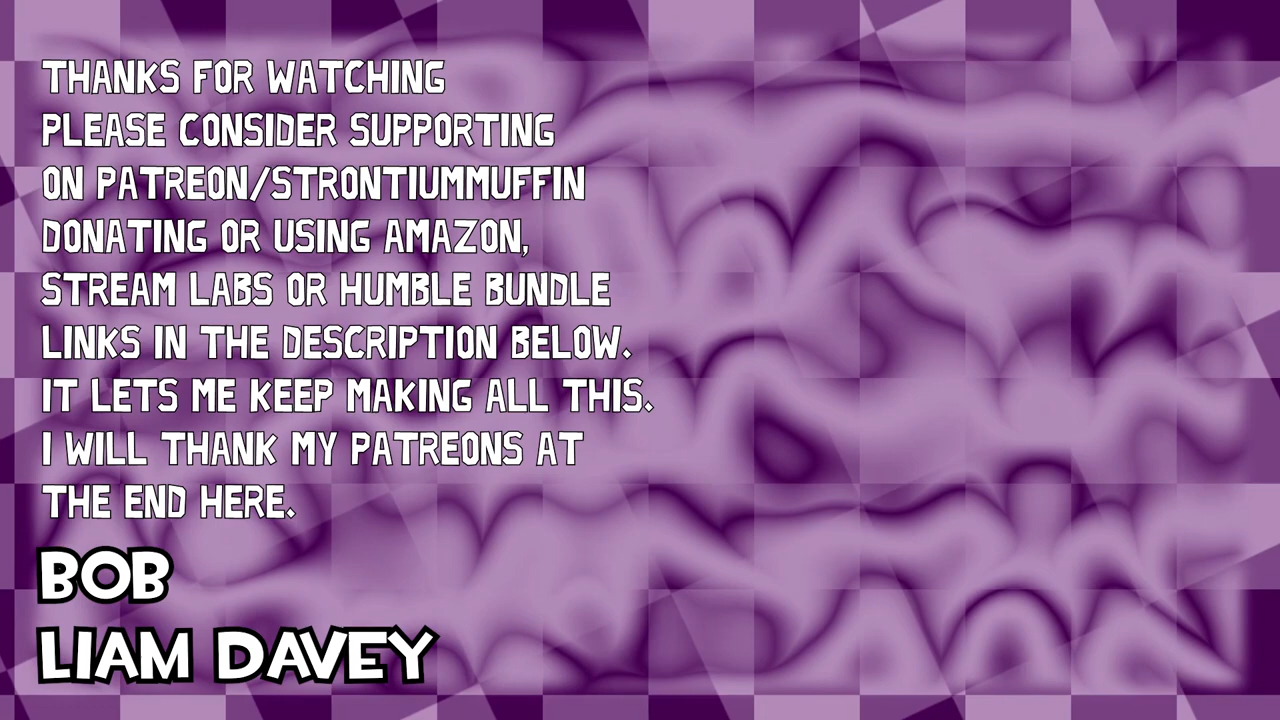 THANKS FOR WATCHING
PLEASE CONSIDER SUPPORTING
ON PATREON/STRONTIUMMUFFIN
DONATING OR USING AMAZON,
STREAM LABS OR HUMBLE BUNDLE
LINKS IN THE DESCRIPTION BELOW.
IT LETS ME KEEP MAKING ALL THIS.
I WILL THANK MY PATREONS AT
THE END HERE.
BOB
LIAM DAVEY